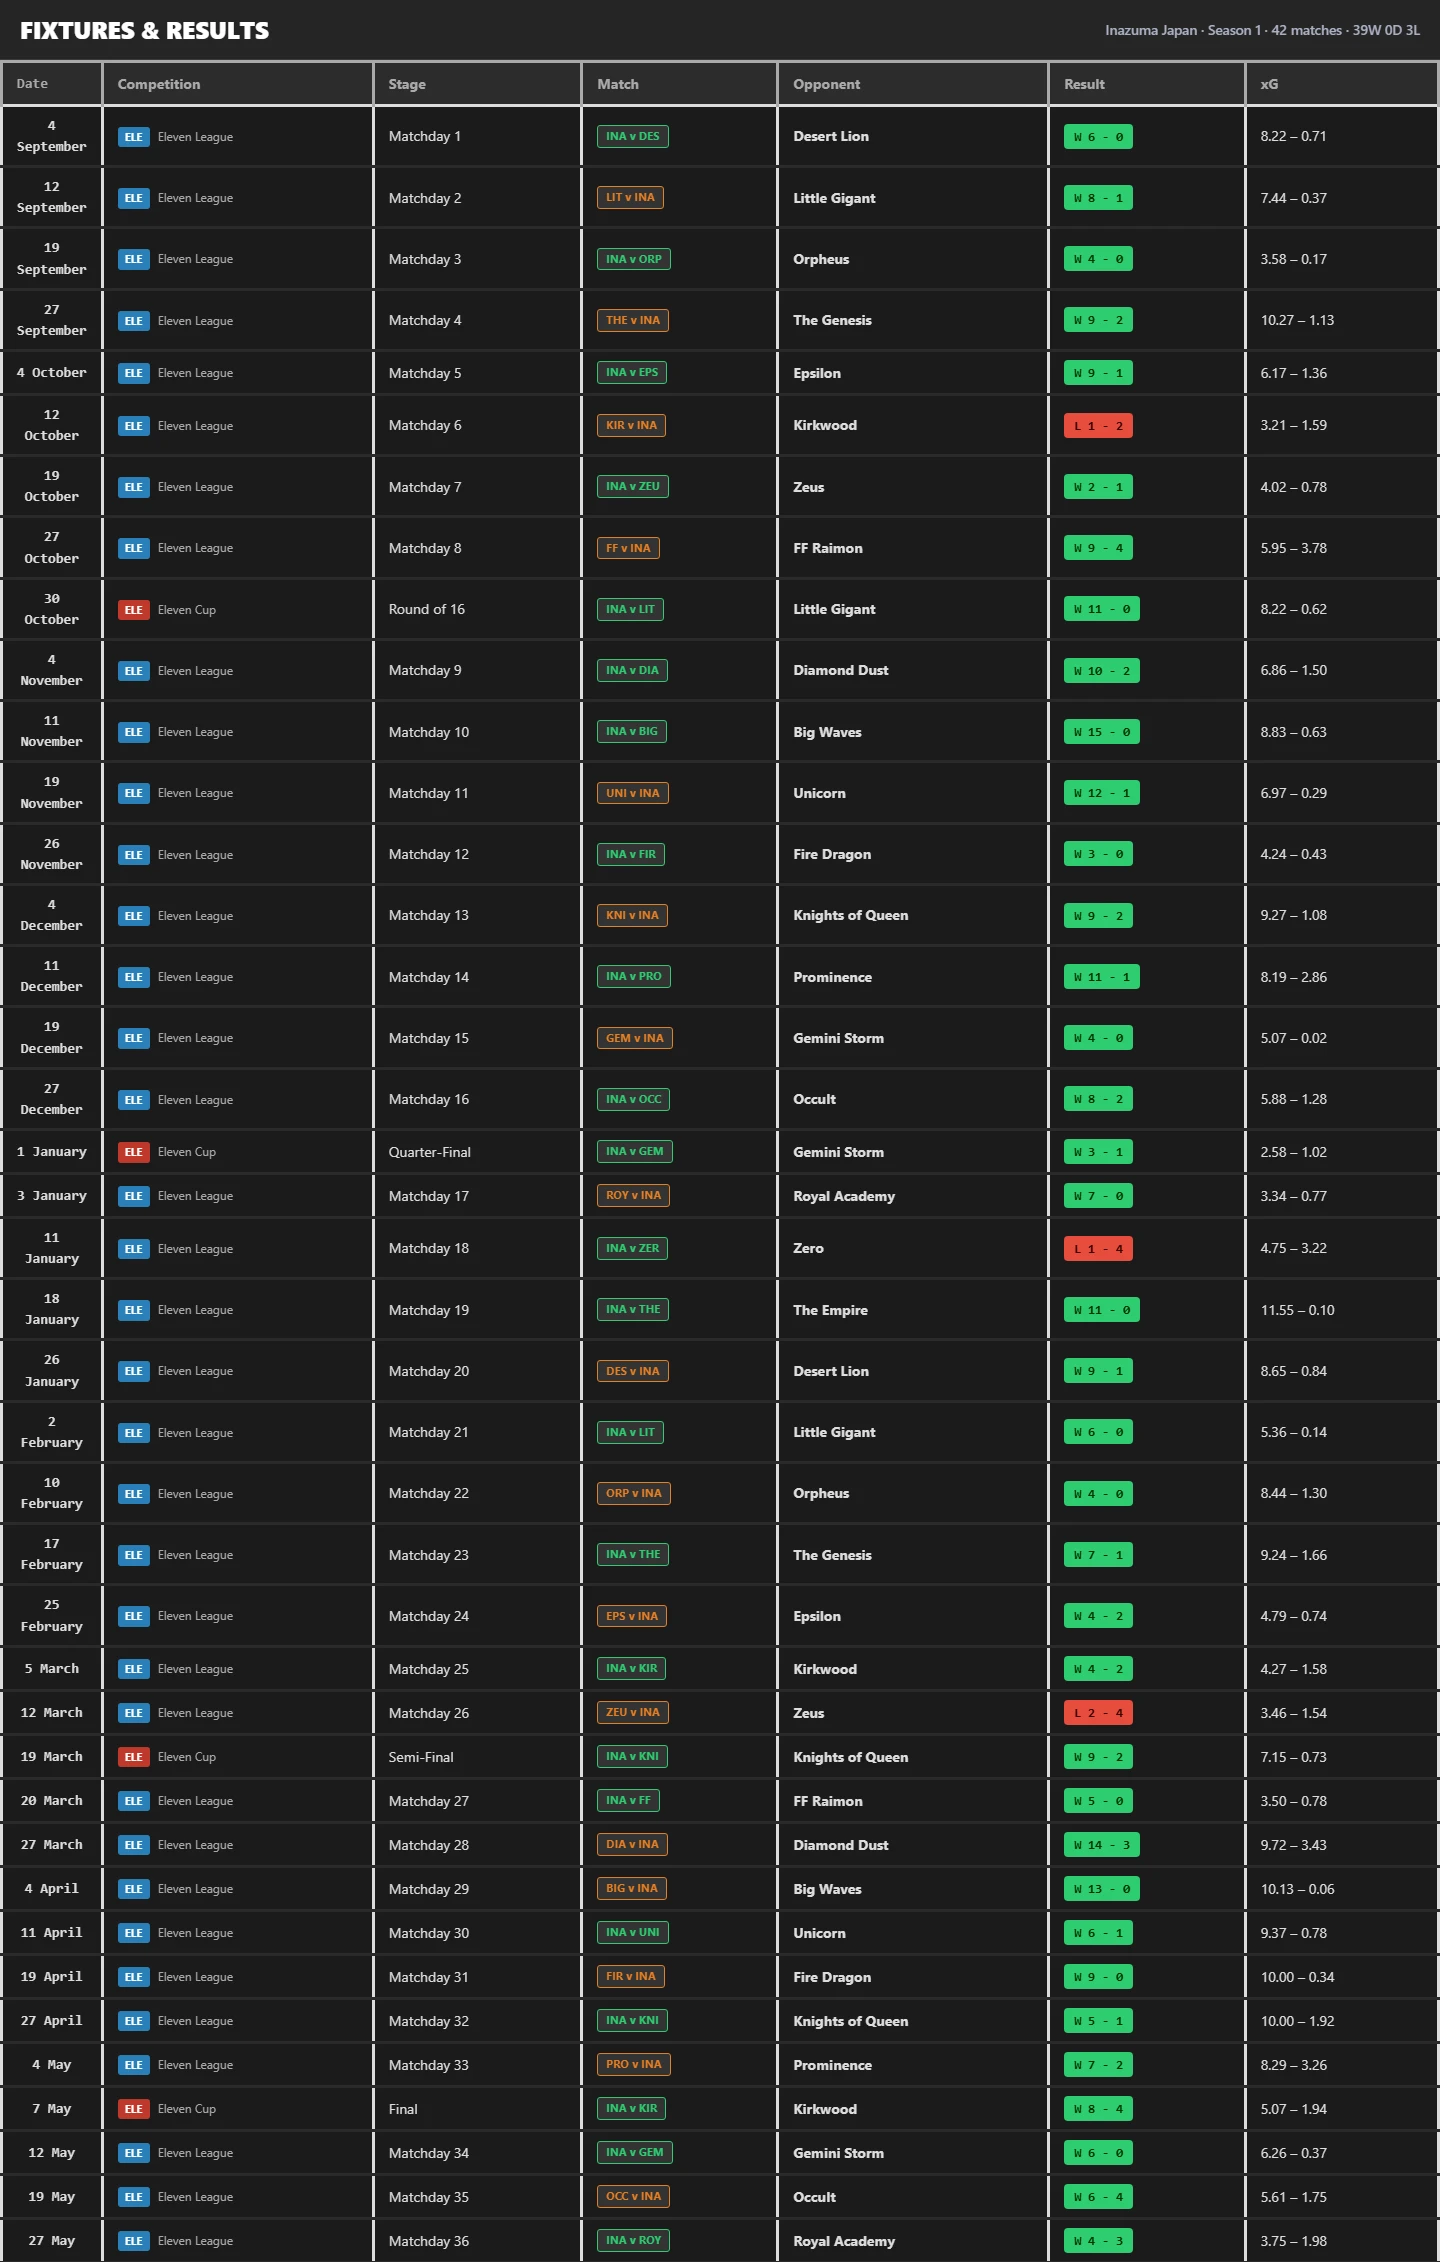 FIXTURES & RESULTS
Inazuma Japan · Season 1 · 42 matches · 39W 0D 3L
Date Competition Stage Match Opponent Result xG
4 September ELE Eleven League Matchday 1 INA v DES Desert Lion W 6 - 0 8.22 – 0.71
12 September ELE Eleven League Matchday 2 LIT v INA Little Gigant W 8 - 1 7.44 – 0.37
19 September ELE Eleven League Matchday 3 INA v ORP Orpheus W 4 - 0 3.58 – 0.17
27 September ELE Eleven League Matchday 4 THE v INA The Genesis W 9 - 2 10.27 – 1.13
4 October ELE Eleven League Matchday 5 INA v EPS Epsilon W 9 - 1 6.17 – 1.36
12 October ELE Eleven League Matchday 6 KIR v INA Kirkwood L 1 - 2 3.21 – 1.59
19 October ELE Eleven League Matchday 7 INA v ZEU Zeus W 2 - 1 4.02 – 0.78
27 October ELE Eleven League Matchday 8 FF v INA FF Raimon W 9 - 4 5.95 – 3.78
30 October ELE Eleven Cup Round of 16 INA v LIT Little Gigant W 11 - 0 8.22 – 0.62
4 November ELE Eleven League Matchday 9 INA v DIA Diamond Dust W 10 - 2 6.86 – 1.50
11 November ELE Eleven League Matchday 10 INA v BIG Big Waves W 15 - 0 8.83 – 0.63
19 November ELE Eleven League Matchday 11 UNI v INA Unicorn W 12 - 1 6.97 – 0.29
26 November ELE Eleven League Matchday 12 INA v FIR Fire Dragon W 3 - 0 4.24 – 0.43
4 December ELE Eleven League Matchday 13 KNI v INA Knights of Queen W 9 - 2 9.27 – 1.08
11 December ELE Eleven League Matchday 14 INA v PRO Prominence W 11 - 1 8.19 – 2.86
19 December ELE Eleven League Matchday 15 GEM v INA Gemini Storm W 4 - 0 5.07 – 0.02
27 December ELE Eleven League Matchday 16 INA v OCC Occult W 8 - 2 5.88 – 1.28
1 January ELE Eleven Cup Quarter-Final INA v GEM Gemini Storm W 3 - 1 2.58 – 1.02
3 January ELE Eleven League Matchday 17 ROY v INA Royal Academy W 7 - 0 3.34 – 0.77
11 January ELE Eleven League Matchday 18 INA v ZER Zero L 1 - 4 4.75 – 3.22
18 January ELE Eleven League Matchday 19 INA v THE The Empire W 11 - 0 11.55 – 0.10
26 January ELE Eleven League Matchday 20 DES v INA Desert Lion W 9 - 1 8.65 – 0.84
2 February ELE Eleven League Matchday 21 INA v LIT Little Gigant W 6 - 0 5.36 – 0.14
10 February ELE Eleven League Matchday 22 ORP v INA Orpheus W 4 - 0 8.44 – 1.30
17 February ELE Eleven League Matchday 23 INA v THE The Genesis W 7 - 1 9.24 – 1.66
25 February ELE Eleven League Matchday 24 EPS v INA Epsilon W 4 - 2 4.79 – 0.74
5 March ELE Eleven League Matchday 25 INA v KIR Kirkwood W 4 - 2 4.27 – 1.58
12 March ELE Eleven League Matchday 26 ZEU v INA Zeus L 2 - 4 3.46 – 1.54
19 March ELE Eleven Cup Semi-Final INA v KNI Knights of Queen W 9 - 2 7.15 – 0.73
20 March ELE Eleven League Matchday 27 INA v FF FF Raimon W 5 - 0 3.50 – 0.78
27 March ELE Eleven League Matchday 28 DIA v INA Diamond Dust W 14 - 3 9.72 – 3.43
4 April ELE Eleven League Matchday 29 BIG v INA Big Waves W 13 - 0 10.13 – 0.06
11 April ELE Eleven League Matchday 30 INA v UNI Unicorn W 6 - 1 9.37 – 0.78
19 April ELE Eleven League Matchday 31 FIR v INA Fire Dragon W 9 - 0 10.00 – 0.34
27 April ELE Eleven League Matchday 32 INA v KNI Knights of Queen W 5 - 1 10.00 – 1.92
4 May ELE Eleven League Matchday 33 PRO v INA Prominence W 7 - 2 8.29 – 3.26
7 May ELE Eleven Cup Final INA v KIR Kirkwood W 8 - 4 5.07 – 1.94
12 May ELE Eleven League Matchday 34 INA v GEM Gemini Storm W 6 - 0 6.26 – 0.37
19 May ELE Eleven League Matchday 35 OCC v INA Occult W 6 - 4 5.61 – 1.75
27 May ELE Eleven League Matchday 36 INA v ROY Royal Academy W 4 - 3 3.75 – 1.98